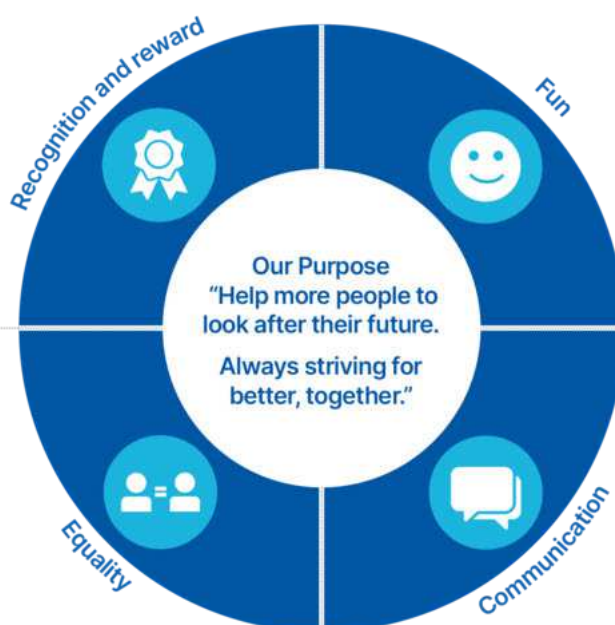 Recognition and reward
Fun
Our Purpose
“Help more people to
look after their future.
Always striving for
better, together.”
Equality
Communication